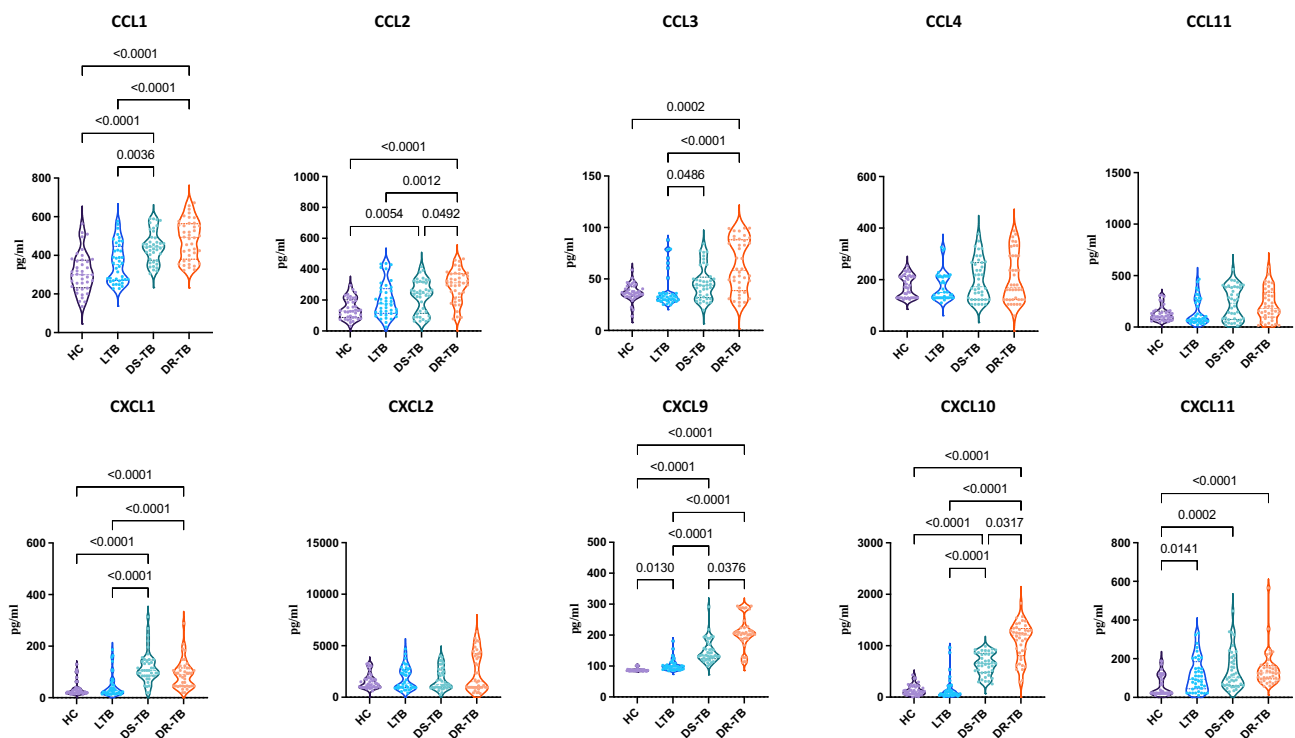 CCL1
CCL2
CCL3
CCL4
CCL11
<0.0001
<0.0001
<0.0001
0.0036
800
600
400
200
0
pg/ml
HC
LTB
DS-TB
DR-TB
<0.0001
0.0012
0.0054
0.0492
1000
800
600
400
200
0
pg/ml
HC
LTB
DS-TB
DR-TB
0.0002
<0.0001
0.0486
150
100
50
0
pg/ml
HC
LTB
DS-TB
DR-TB
600
400
200
0
pg/ml
HC
LTB
DS-TB
DR-TB
1500
1000
500
0
pg/ml
HC
LTB
DS-TB
DR-TB
CXCL1
CXCL2
CXCL9
CXCL10
CXCL11
<0.0001
<0.0001
<0.0001
<0.0001
600
400
200
0
pg/ml
HC
LTB
DS-TB
DR-TB
15000
10000
5000
0
pg/ml
HC
LTB
DS-TB
DR-TB
<0.0001
<0.0001
<0.0001
<0.0001
0.0130
0.0376
500
400
300
200
100
0
pg/ml
HC
LTB
DS-TB
DR-TB
<0.0001
<0.0001
<0.0001
0.0317
<0.0001
3000
2000
1000
0
pg/ml
HC
LTB
DS-TB
DR-TB
<0.0001
0.0002
0.0141
800
600
400
200
0
pg/ml
HC
LTB
DS-TB
DR-TB